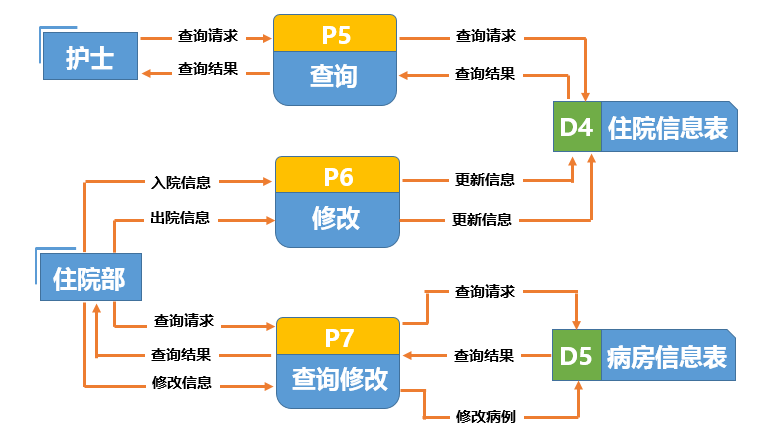 护士
查询请求
查询结果
P5
查询
查询请求
查询结果
D4
住院信息表
入院信息
出院信息
P6
修改
更新信息
更新信息
住院部
查询请求
查询结果
修改信息
P7
查询修改
查询请求
查询结果
修改病例
D5
病房信息表